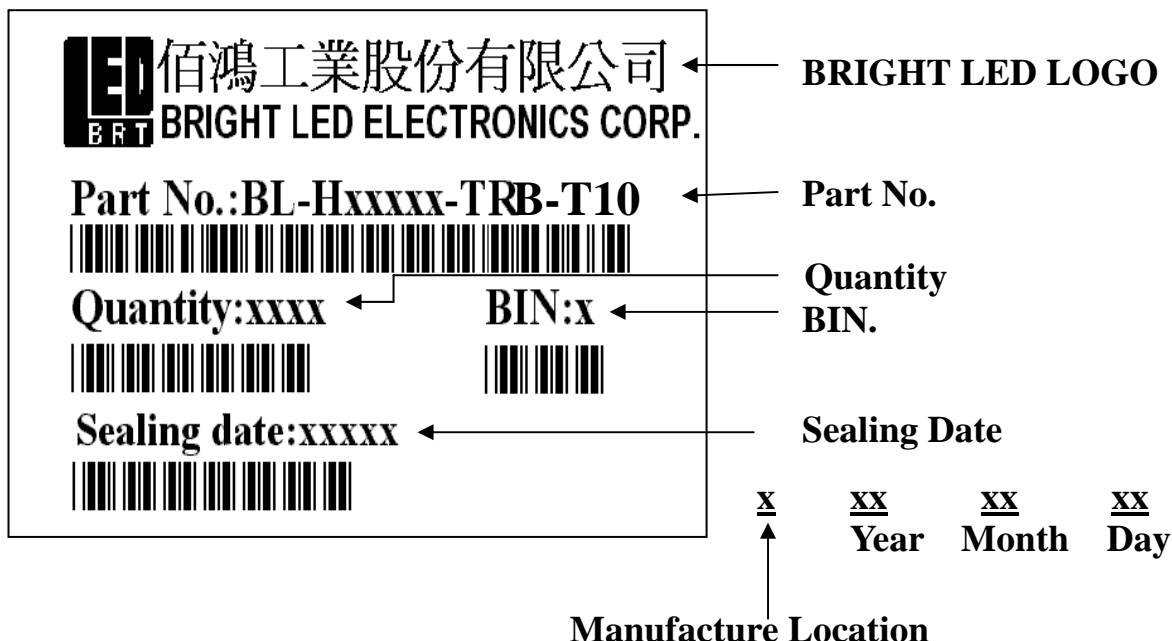 LED 佰鴻工業股份有限公司
BRT BRIGHT LED ELECTRONICS CORP.
BRIGHT LED LOGO
Part No.:BL-Hxxxxx-TRB-T10
Part No.
Quantity:xxxx
BIN:x
Quantity
BIN.
Sealing date:xxxxx
Sealing Date
x xx xx xx
Year Month Day
Manufacture Location